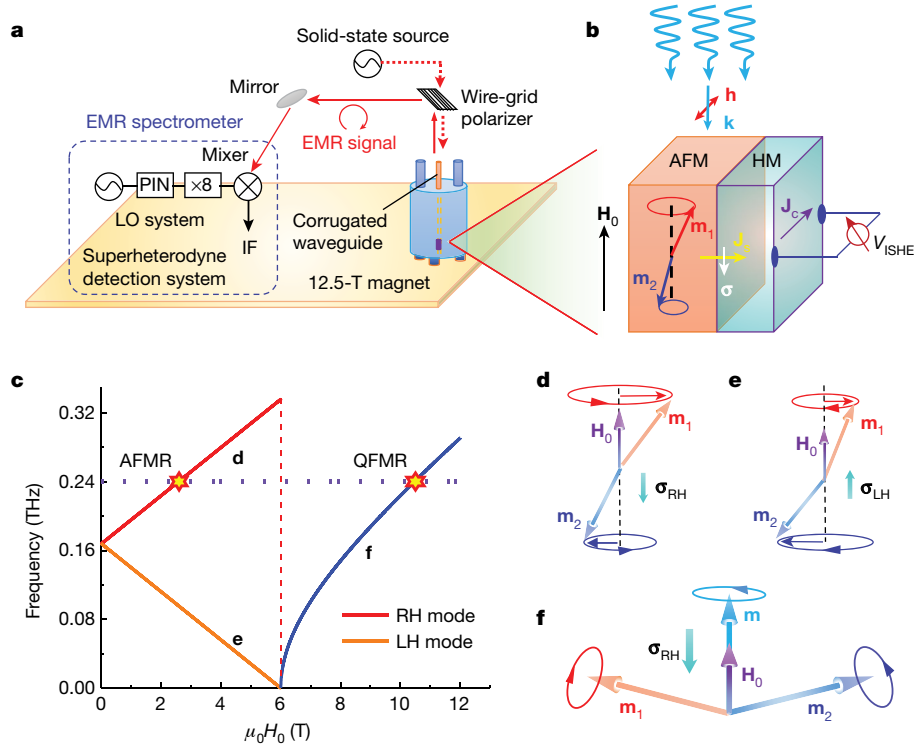 a
Solid-state source
Mirror
Wire-grid
polarizer
EMR signal
EMR spectrometer
Mixer
PIN
×8
LO system
IF
Superheterodyne
detection system
Corrugated
waveguide
12.5-T magnet
b
h
k
AFM
HM
H0
m1
m2
Js
σ
Jc
VISHE
c
Frequency (THz)
0.32
0.24
0.16
0.08
0.00
AFMR
QFMR
d
e
f
RH mode
LH mode
0 2 4 6 8 10 12
μ0H0 (T)
d
H0
m1
m2
σRH
e
H0
m1
m2
σLH
f
m
σRH
H0
m1
m2